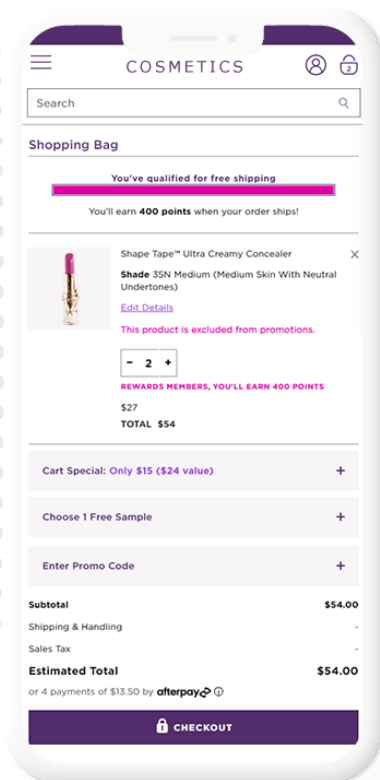 COSMETICS
2
Search
Shopping Bag
You've qualified for free shipping
You'll earn 400 points when your order ships!
Shape Tape™ Ultra Creamy Concealer
Shade 35N Medium (Medium Skin With Neutral
Undertones)
Edit Details
This product is excluded from promotions.
- 2 +
REWARDS MEMBERS, YOU'LL EARN 400 POINTS
$27
TOTAL $54
Cart Special: Only $15 ($24 value) +
Choose 1 Free Sample +
Enter Promo Code +
Subtotal $54.00
Shipping & Handling -
Sales Tax -
Estimated Total $54.00
or 4 payments of $13.50 by afterpay
CHECKOUT